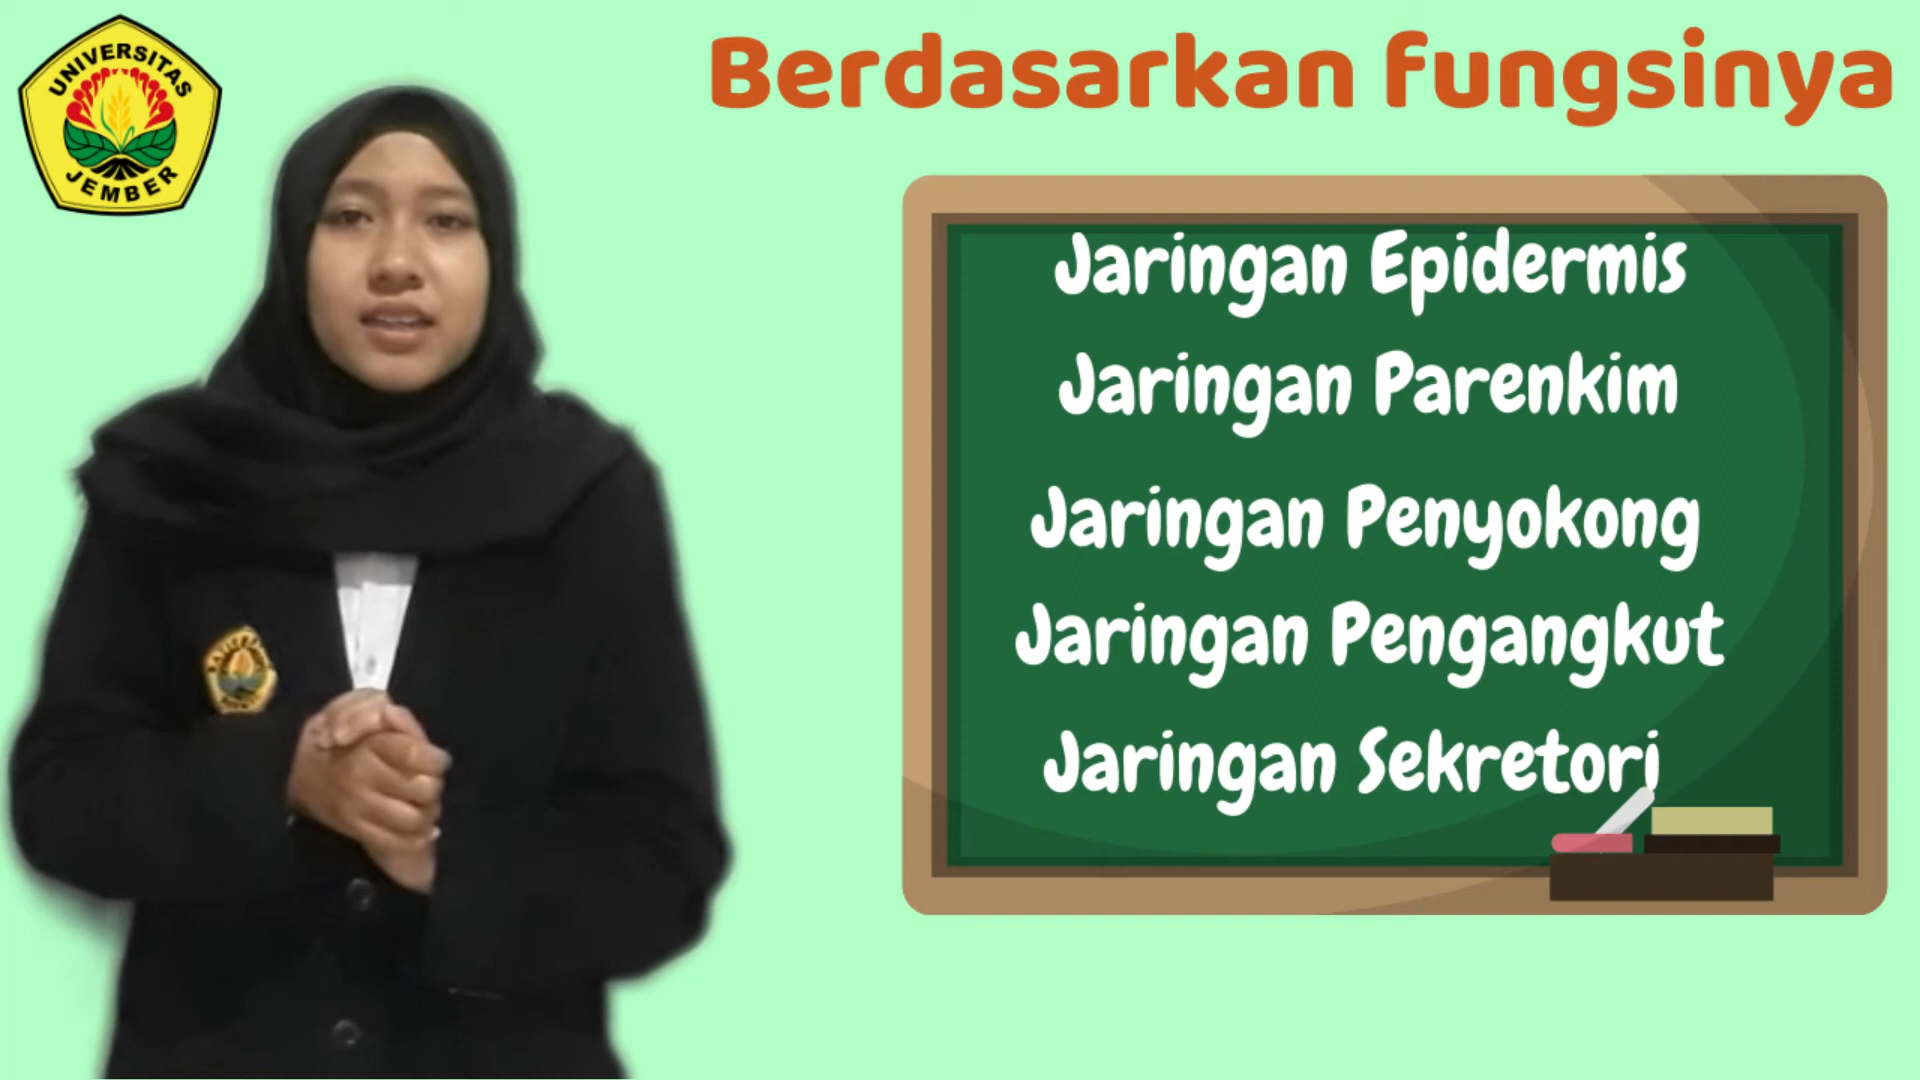 UNIVERSITAS
JEMBER
Berdasarkan fungsinya
Jaringan Epidermis
Jaringan Parenkim
Jaringan Penyokong
Jaringan Pengangkut
Jaringan Sekretori